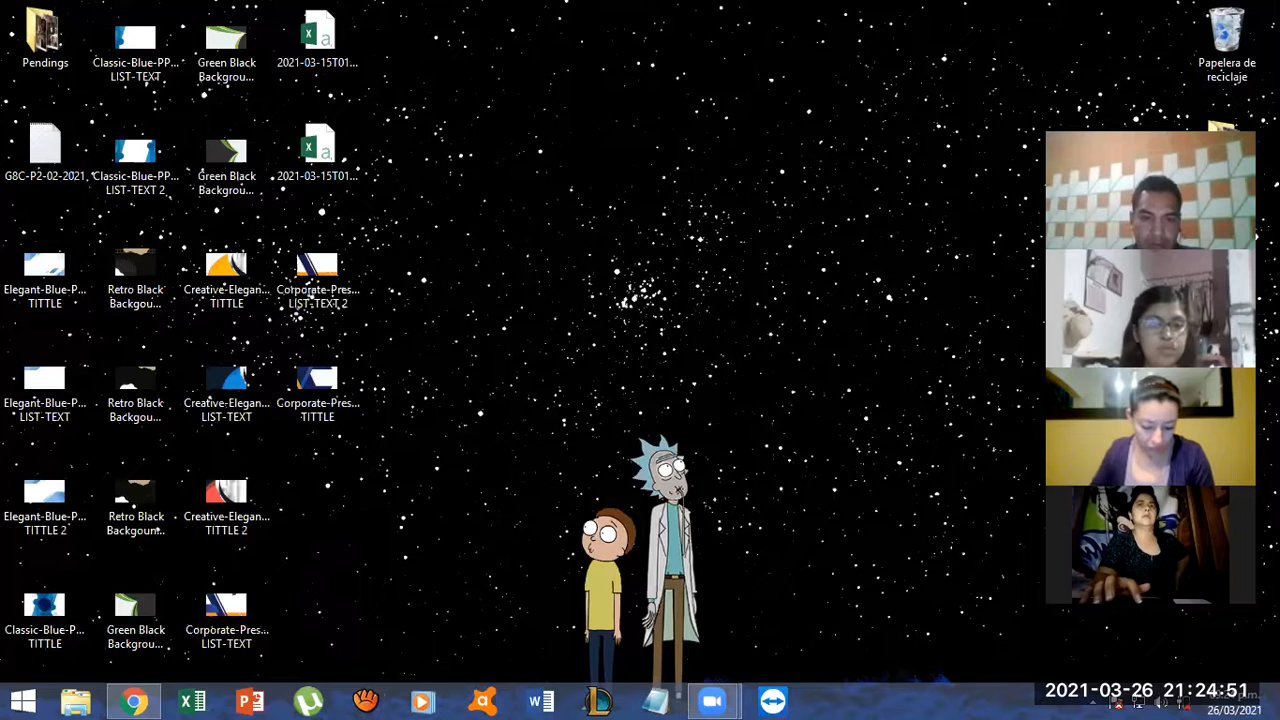 Pendings
Classic-Blue-PP... LIST-TEXT
Green Black Backgrou...
2021-03-15T01...
Papelera de reciclaje
G8C-P2-02-2021
Classic-Blue-PP... LIST-TEXT 2
Green Black Backgrou...
2021-03-15T01...
Elegant-Blue-P... TITTLE
Retro Black Backgou...
Creative-Elegan... TITTLE
Corporate-Pres... LIST-TEXT 2
Elegant-Blue-P... LIST-TEXT
Retro Black Backgou...
Creative-Elegan... LIST-TEXT
Corporate-Pres... TITTLE
Elegant-Blue-P... TITTLE 2
Retro Black Backgoun...
Creative-Elegan... TITTLE 2
Classic-Blue-P... TITTLE
Green Black Backgrou...
Corporate-Pres... LIST-TEXT
2021-03-26 21:24:51
p.m.
26/03/2021